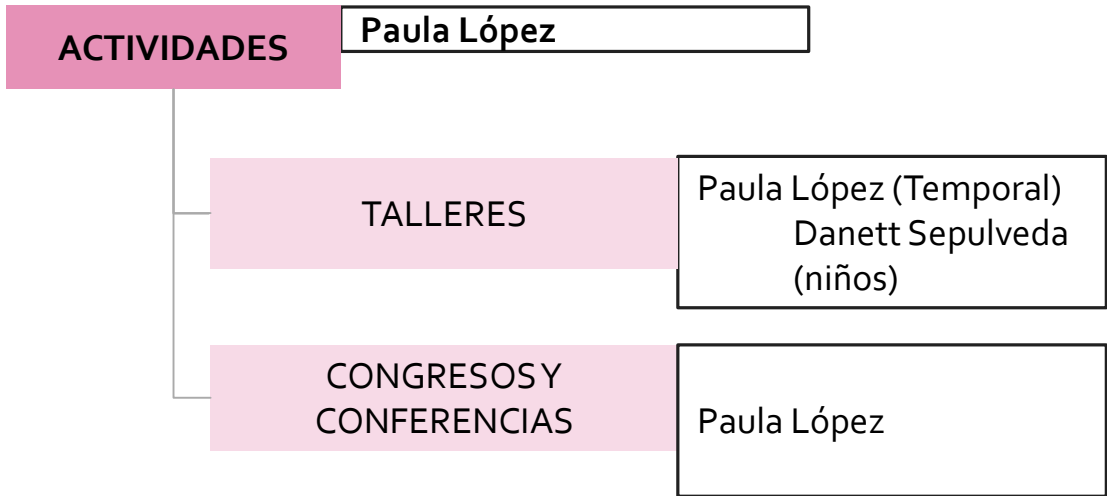 ACTIVIDADES
Paula López
TALLERES
Paula López (Temporal)
Danett Sepulveda
(niños)
CONGRESOS Y
CONFERENCIAS
Paula López